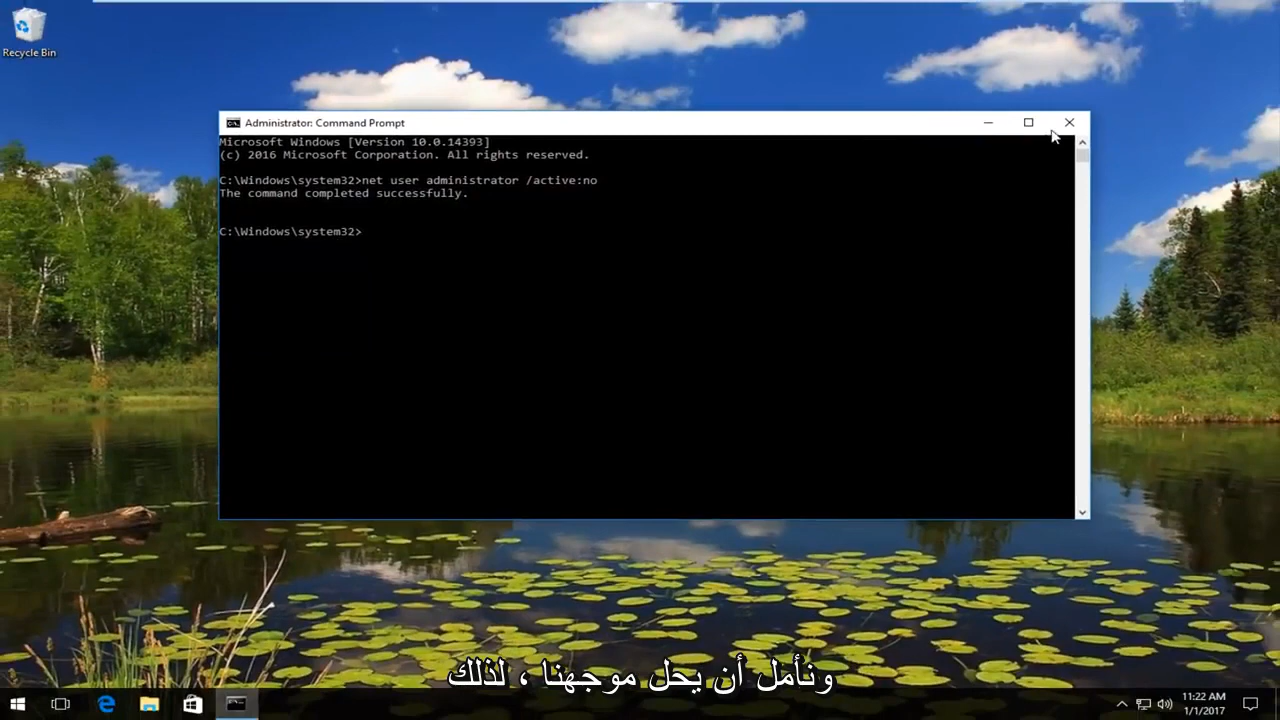 Recycle Bin
Administrator: Command Prompt
Microsoft Windows [Version 10.0.14393]
(c) 2016 Microsoft Corporation. All rights reserved.
C:\Windows\system32>net user administrator /active:no
The command completed successfully.
C:\Windows\system32>
ونأمل أن يحل موجهنا ، لذلك
11:22 AM
1/1/2017